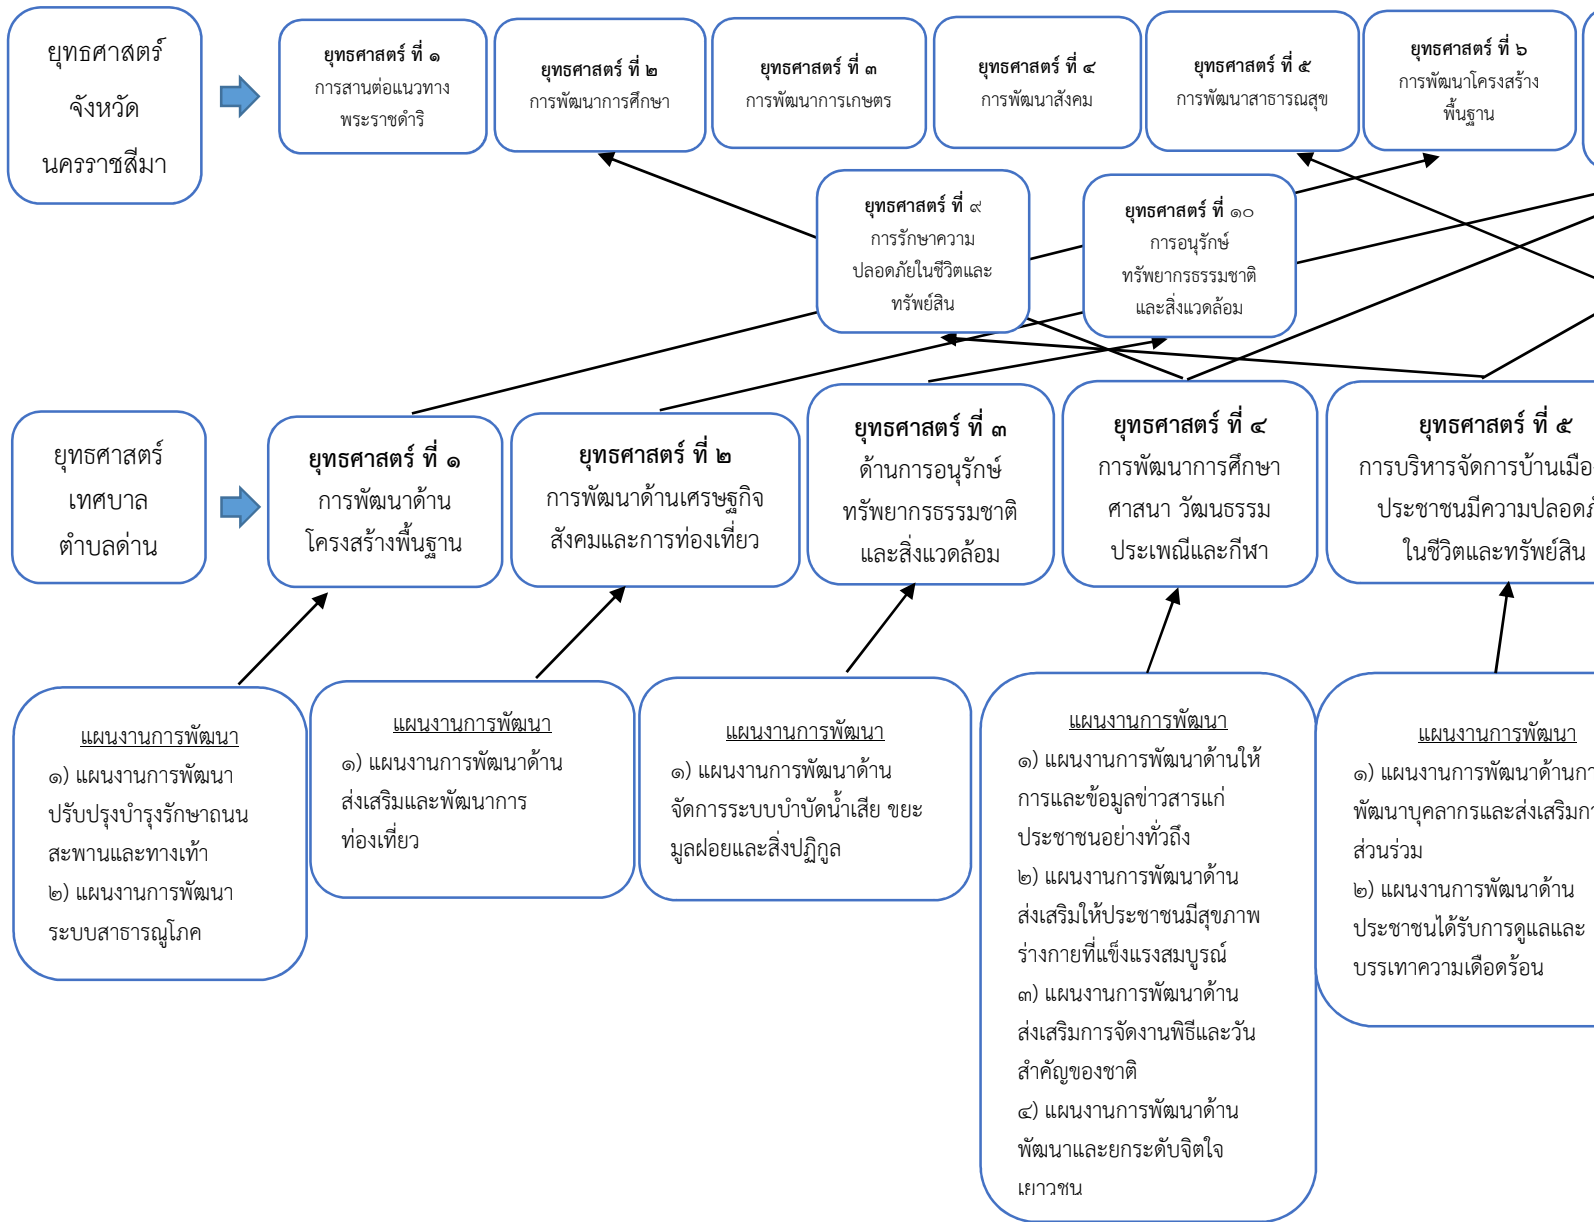 ยุทธศาสตร์
จังหวัด
นครราชสีมา
ยุทธศาสตร์ ที่ ๑
การสานต่อแนวทาง
พระราชดำริ
ยุทธศาสตร์ ที่ ๒
การพัฒนาการศึกษา
ยุทธศาสตร์ ที่ ๓
การพัฒนาการเกษตร
ยุทธศาสตร์ ที่ ๔
การพัฒนาสังคม
ยุทธศาสตร์ ที่ ๕
การพัฒนาสาธารณสุข
ยุทธศาสตร์ ที่ ๖
การพัฒนาโครงสร้าง
พื้นฐาน
ยุทธศาสตร์ ที่ ๙
การรักษาความ
ปลอดภัยในชีวิตและ
ทรัพย์สิน
ยุทธศาสตร์ ที่ ๑๐
การอนุรักษ์
ทรัพยากรธรรมชาติ
และสิ่งแวดล้อม
ยุทธศาสตร์
เทศบาล
ตำบลด่าน
ยุทธศาสตร์ ที่ ๑
การพัฒนาด้าน
โครงสร้างพื้นฐาน
ยุทธศาสตร์ ที่ ๒
การพัฒนาด้านเศรษฐกิจ
สังคมและการท่องเที่ยว
ยุทธศาสตร์ ที่ ๓
ด้านการอนุรักษ์
ทรัพยากรธรรมชาติ
และสิ่งแวดล้อม
ยุทธศาสตร์ ที่ ๔
การพัฒนาการศึกษา
ศาสนา วัฒนธรรม
ประเพณีและกีฬา
ยุทธศาสตร์ ที่ ๕
การบริหารจัดการบ้านเมือ
ประชาชนมีความปลอดภั
ในชีวิตและทรัพย์สิน
แผนงานการพัฒนา
๑) แผนงานการพัฒนา
ปรับปรุงบำรุงรักษาถนน
สะพานและทางเท้า
๒) แผนงานการพัฒนา
ระบบสาธารณูโภค
แผนงานการพัฒนา
๑) แผนงานการพัฒนาด้าน
ส่งเสริมและพัฒนาการ
ท่องเที่ยว
แผนงานการพัฒนา
๑) แผนงานการพัฒนาด้าน
จัดการระบบบำบัดน้ำเสีย ขยะ
มูลฝอยและสิ่งปฏิกูล
แผนงานการพัฒนา
๑) แผนงานการพัฒนาด้านให้
การและข้อมูลข่าวสารแก่
ประชาชนอย่างทั่วถึง
๒) แผนงานการพัฒนาด้าน
ส่งเสริมให้ประชาชนมีสุขภาพ
ร่างกายที่แข็งแรงสมบูรณ์
๓) แผนงานการพัฒนาด้าน
ส่งเสริมการจัดงานพิธีและวัน
สำคัญของชาติ
๔) แผนงานการพัฒนาด้าน
พัฒนาและยกระดับจิตใจ
เยาวชน
แผนงานการพัฒนา
๑) แผนงานการพัฒนาด้านกา
พัฒนาบุคลากรและส่งเสริมกา
ส่วนร่วม
๒) แผนงานการพัฒนาด้าน
ประชาชนได้รับการดูแลและ
บรรเทาความเดือดร้อน